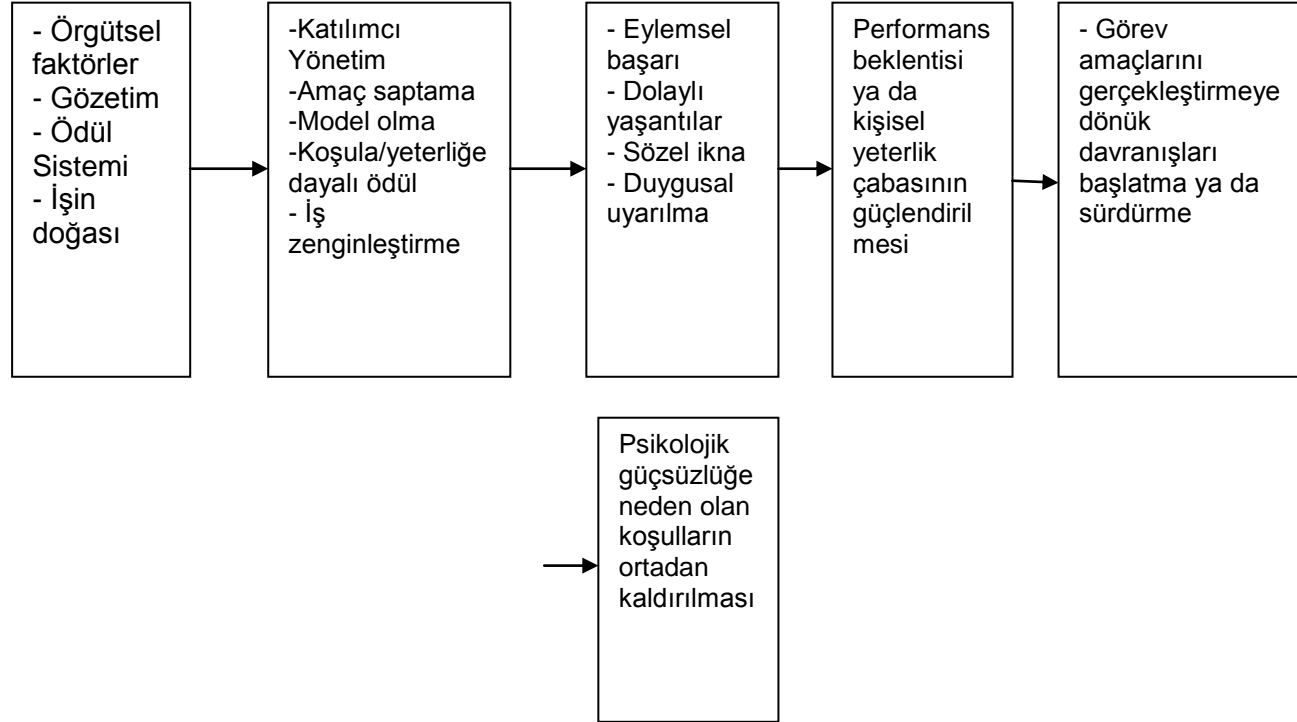 - Örgütsel
faktörler
- Gözetim
- Ödül
Sistemi
- İşin
doğası
-Katılımcı
Yönetim
-Amaç saptama
-Model olma
-Koşula/yeterliğe
dayalı ödül
- İş
zenginleştirme
- Eylemsel
başarı
- Dolaylı
yaşantılar
- Sözel ikna
- Duygusal
uyarılma
Performans
beklentisi
ya da
kişisel
yeterlik
çabasının
güçlendiril
mesi
- Görev
amaçlarını
gerçekleştirmeye
dönük
davranışları
başlatma ya da
sürdürme
Psikolojik
güçsüzlüğe
neden olan
koşulların
ortadan
kaldırılması